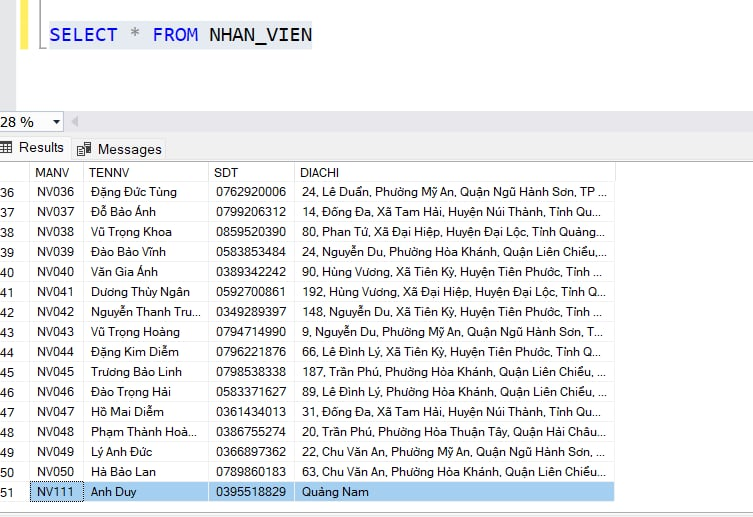 SELECT * FROM NHAN_VIEN
28 %
Results Messages
MANV TENNV SDT DIACHI
36 NV036 Đặng Đức Tùng 0762920006 24, Lê Duẩn, Phường Mỹ An, Quận Ngũ Hành Sơn, TP ...
37 NV037 Đỗ Bảo Ánh 0799206312 14, Đống Đa, Xã Tam Hải, Huyện Núi Thành, Tỉnh Qu...
38 NV038 Vũ Trọng Khoa 0859520390 80, Phan Tứ, Xã Đại Hiệp, Huyện Đại Lộc, Tỉnh Quảng...
39 NV039 Đào Bảo Vĩnh 0583853484 24, Nguyễn Du, Phường Hòa Khánh, Quận Liên Chiểu,...
40 NV040 Văn Gia Ánh 0389342242 90, Hùng Vương, Xã Tiên Kỳ, Huyện Tiên Phước, Tỉnh ...
41 NV041 Dương Thùy Ngân 0592700861 192, Hùng Vương, Xã Đại Hiệp, Huyện Đại Lộc, Tỉnh Q...
42 NV042 Nguyễn Thanh Tru... 0349289397 148, Nguyễn Du, Xã Tiên Kỳ, Huyện Tiên Phước, Tỉnh ...
43 NV043 Vũ Trọng Hoàng 0794714990 9, Nguyễn Du, Phường Mỹ An, Quận Ngũ Hành Sơn, T...
44 NV044 Đặng Kim Diễm 0796221876 66, Lê Đình Lý, Xã Tiên Kỳ, Huyện Tiên Phước, Tỉnh Q...
45 NV045 Trương Bảo Linh 0798538338 187, Trần Phú, Phường Hòa Khánh, Quận Liên Chiểu, ...
46 NV046 Đào Trọng Hải 0583371627 89, Lê Đình Lý, Phường Hòa Khánh, Quận Liên Chiểu, ...
47 NV047 Hồ Mai Diễm 0361434013 31, Đống Đa, Xã Tam Hải, Huyện Núi Thành, Tỉnh Qu...
48 NV048 Phạm Thành Hoà... 0386755274 20, Trần Phú, Phường Hòa Thuận Tây, Quận Hải Châu...
49 NV049 Lý Anh Đức 0366897362 22, Chu Văn An, Phường Mỹ An, Quận Ngũ Hành Sơn, ...
50 NV050 Hà Bảo Lan 0789860183 63, Chu Văn An, Phường Hòa Khánh, Quận Liên Chiểu,...
51 NV111 Anh Duy 0395518829 Quảng Nam